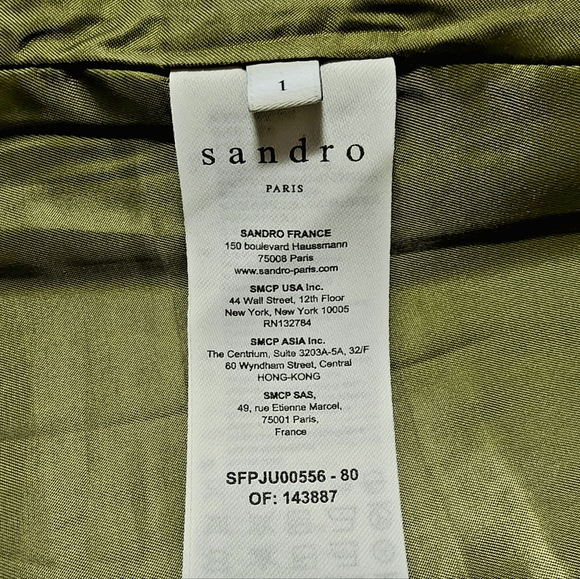 1
sandro
PARIS
SANDRO FRANCE
150 boulevard Haussmann
75008 Paris
www.sandro-paris.com
SMCP USA Inc.
44 Wall Street, 12th Floor
New York, New York 10005
RN132784
SMCP ASIA Inc.
The Centrium, Suite 3203A-5A, 32/F
60 Wyndham Street, Central
HONG-KONG
SMCP SAS,
49, rue Etienne Marcel,
75001 Paris,
France
SFPJU00556 - 80
OF: 143887